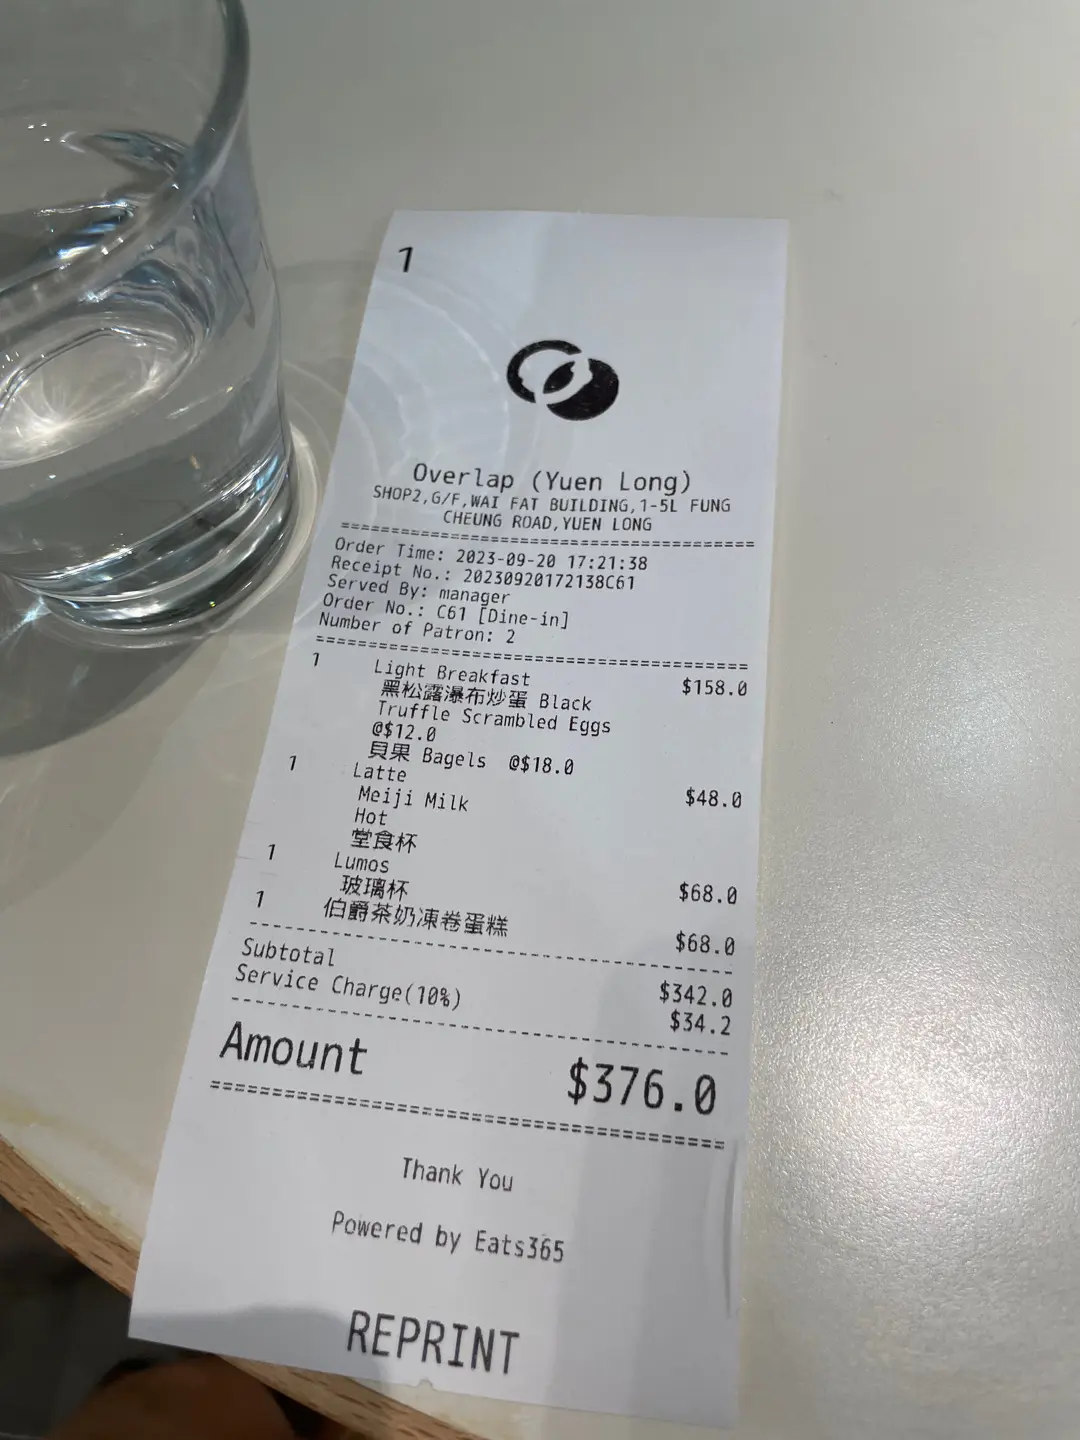 1
Overlap (Yuen Long)
SHOP2,G/F,WAI FAT BUILDING,1-5L FUNG
CHEUNG ROAD,YUEN LONG
========================================
Order Time: 2023-09-20 17:21:38
Receipt No.: 20230920172138C61
Served By: manager
Order No.: C61 [Dine-in]
Number of Patron: 2
========================================
1 Light Breakfast $158.0
黑松露瀑布炒蛋 Black
Truffle Scrambled Eggs
@$12.0
貝果 Bagels @$18.0
1 Latte $48.0
Meiji Milk
Hot
堂食杯
1 Lumos $68.0
玻璃杯
1 伯爵茶奶凍卷蛋糕 $68.0
----------------------------------------
Subtotal $342.0
Service Charge(10%) $34.2
----------------------------------------
Amount $376.0
========================================
Thank You
Powered by Eats365
REPRINT